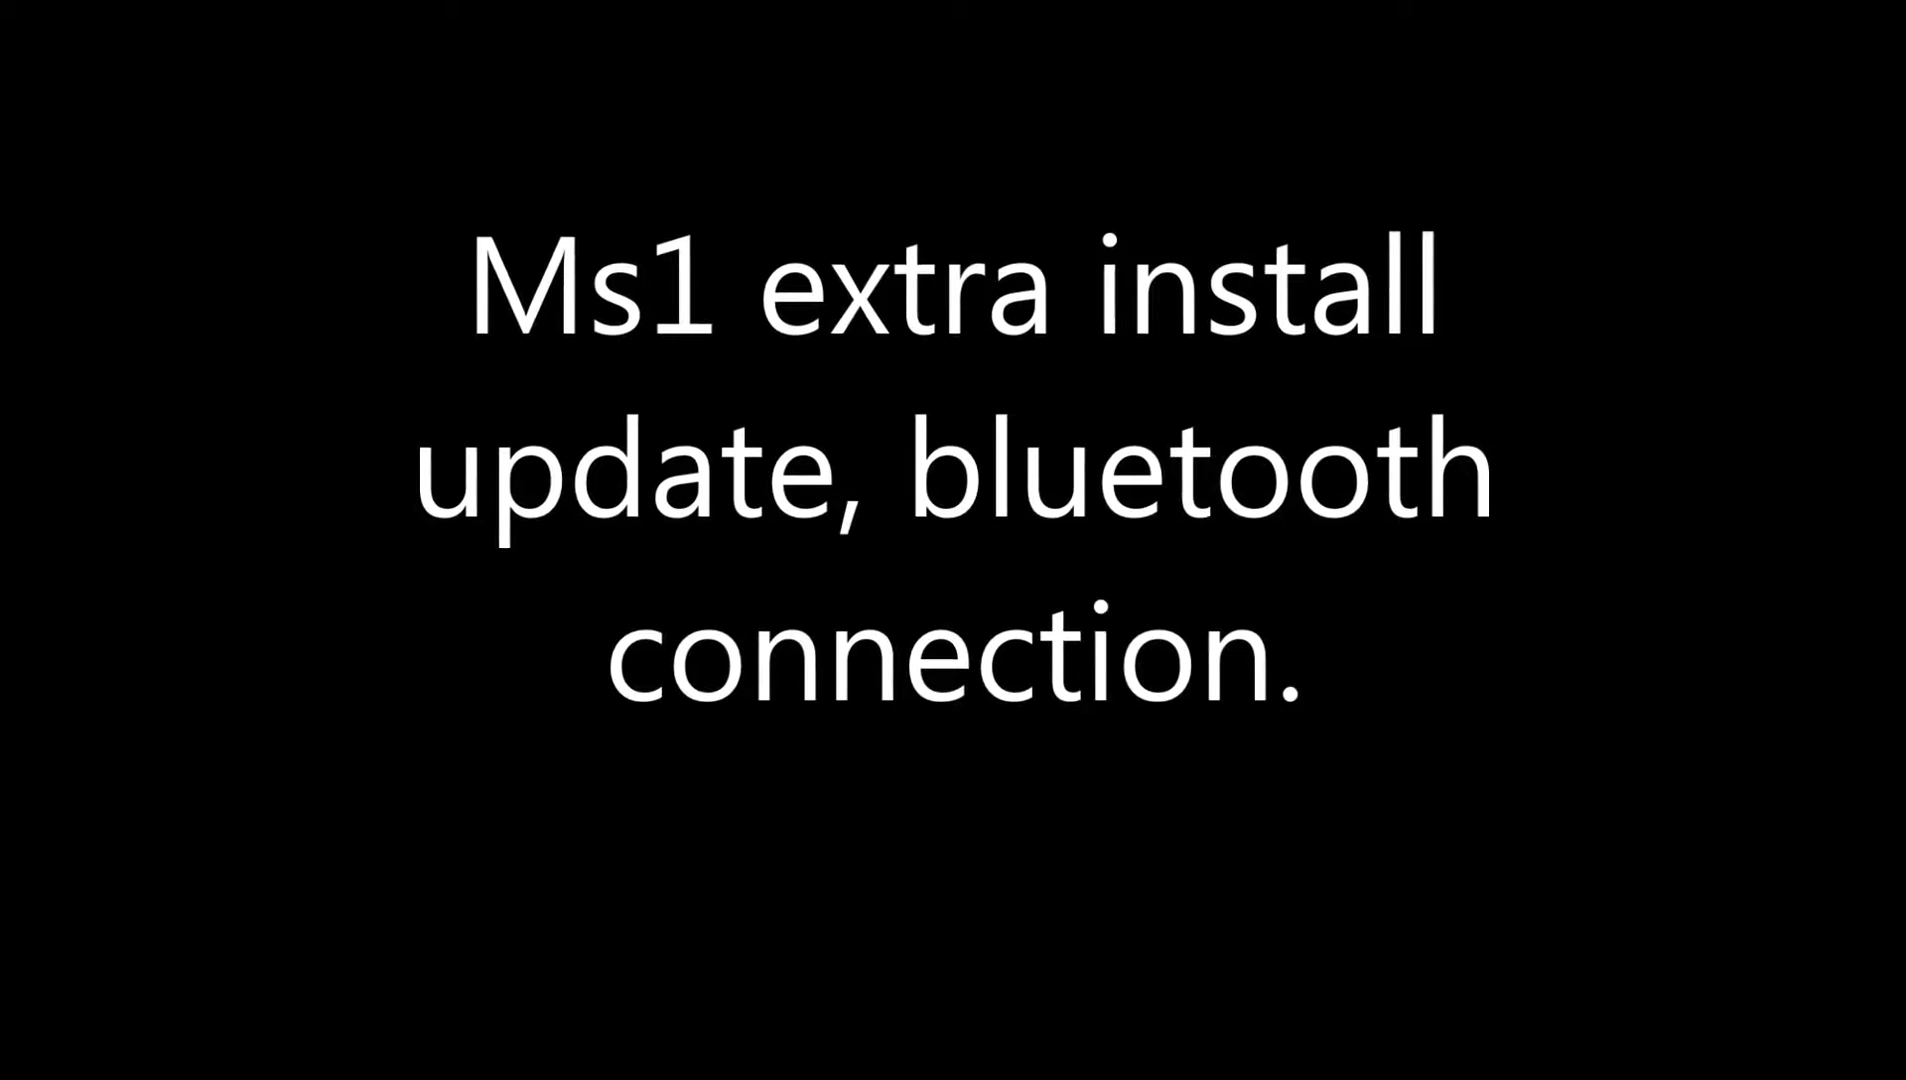 Ms1 extra install
update, bluetooth
connection.